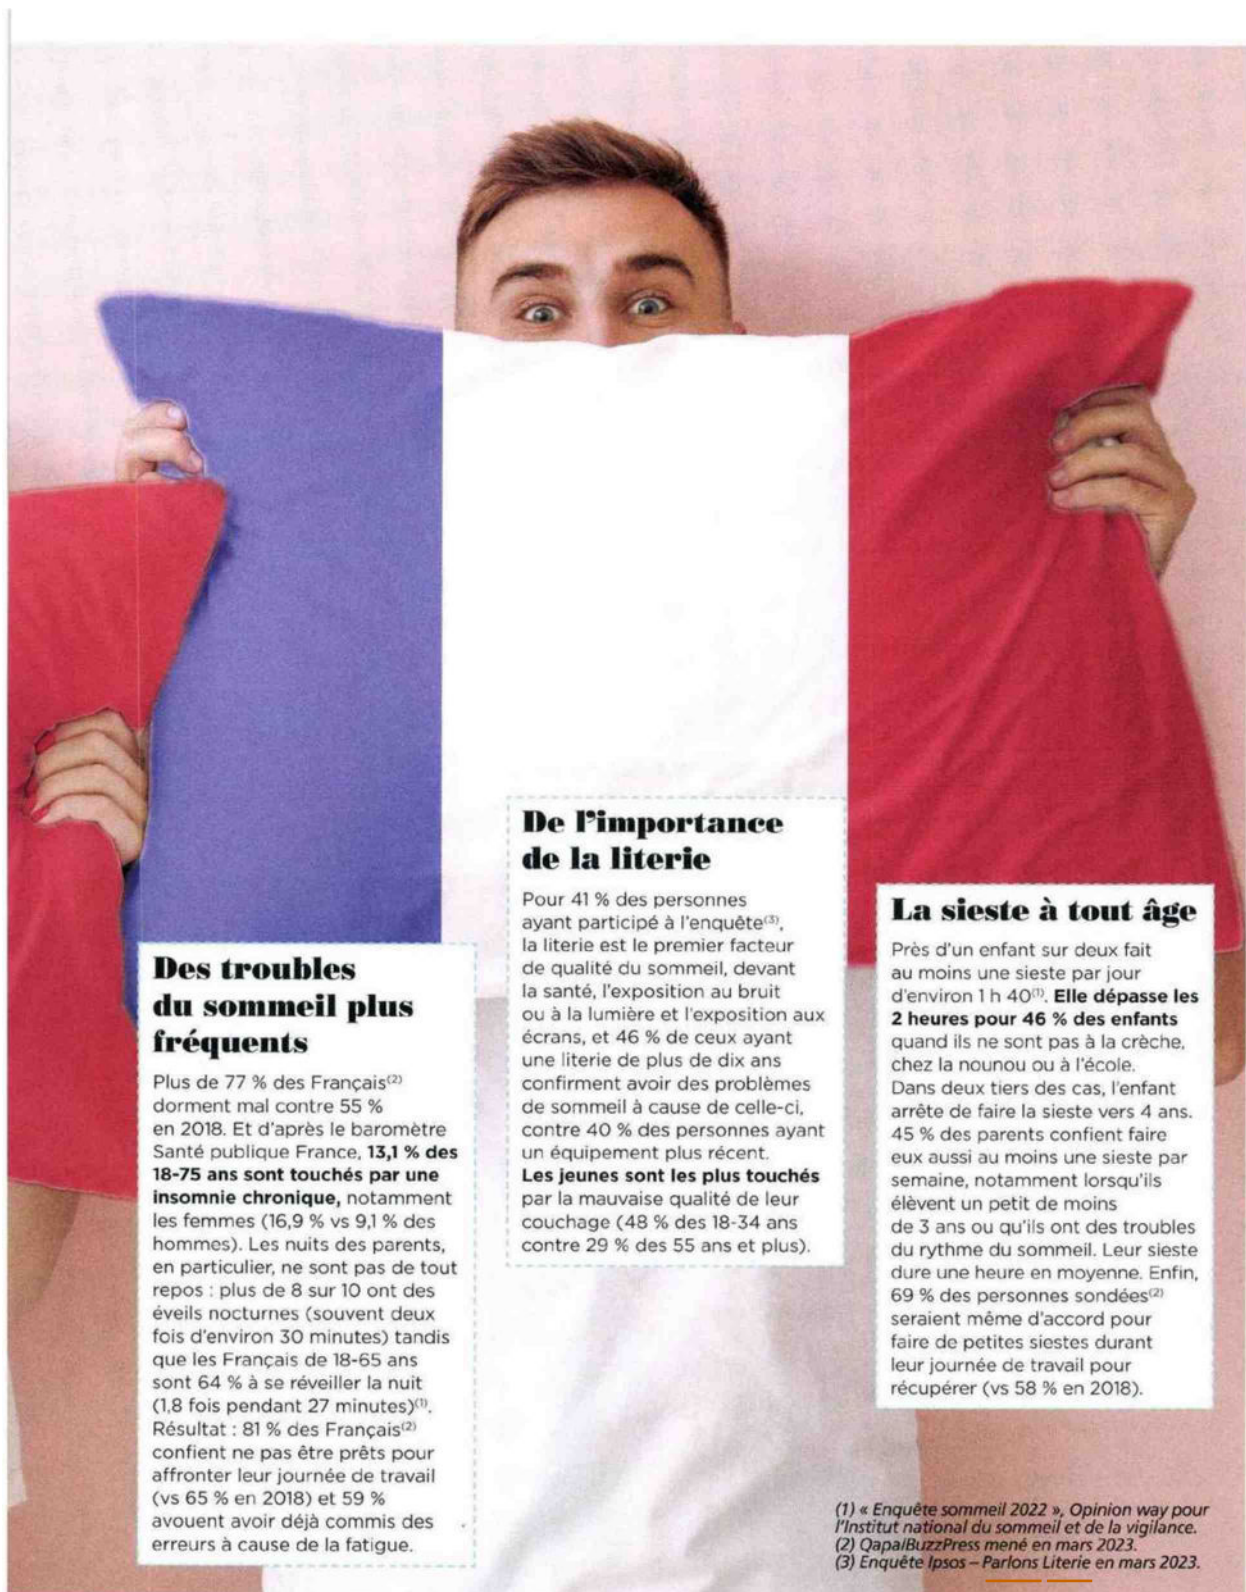 Des troubles
du sommeil plus
fréquents
Plus de 77 % des Français(2)
dorment mal contre 55 %
en 2018. Et d'après le baromètre
Santé publique France, 13,1 % des
18-75 ans sont touchés par une
insomnie chronique, notamment
les femmes (16,9 % vs 9,1 % des
hommes). Les nuits des parents,
en particulier, ne sont pas de tout
repos : plus de 8 sur 10 ont des
éveils nocturnes (souvent deux
fois d'environ 30 minutes) tandis
que les Français de 18-65 ans
sont 64 % à se réveiller la nuit
(1,8 fois pendant 27 minutes)(1).
Résultat : 81 % des Français(2)
confient ne pas être prêts pour
affronter leur journée de travail
(vs 65 % en 2018) et 59 %
avouent avoir déjà commis des
erreurs à cause de la fatigue.
De l'importance
de la literie
Pour 41 % des personnes
ayant participé à l'enquête(3),
la literie est le premier facteur
de qualité du sommeil, devant
la santé, l'exposition au bruit
ou à la lumière et l'exposition aux
écrans, et 46 % de ceux ayant
une literie de plus de dix ans
confirment avoir des problèmes
de sommeil à cause de celle-ci,
contre 40 % des personnes ayant
un équipement plus récent.
Les jeunes sont les plus touchés
par la mauvaise qualité de leur
couchage (48 % des 18-34 ans
contre 29 % des 55 ans et plus).
La sieste à tout âge
Près d'un enfant sur deux fait
au moins une sieste par jour
d'environ 1 h 40(1). Elle dépasse les
2 heures pour 46 % des enfants
quand ils ne sont pas à la crèche,
chez la nounou ou à l'école.
Dans deux tiers des cas, l'enfant
arrête de faire la sieste vers 4 ans.
45 % des parents confient faire
eux aussi au moins une sieste par
semaine, notamment lorsqu'ils
élèvent un petit de moins
de 3 ans ou qu'ils ont des troubles
du rythme du sommeil. Leur sieste
dure une heure en moyenne. Enfin,
69 % des personnes sondées(2)
seraient même d'accord pour
faire de petites siestes durant
leur journée de travail pour
récupérer (vs 58 % en 2018).
(1) « Enquête sommeil 2022 », Opinion way pour
l'Institut national du sommeil et de la vigilance.
(2) Qapa/BuzzPress mené en mars 2023.
(3) Enquête Ipsos – Parlons Literie en mars 2023.